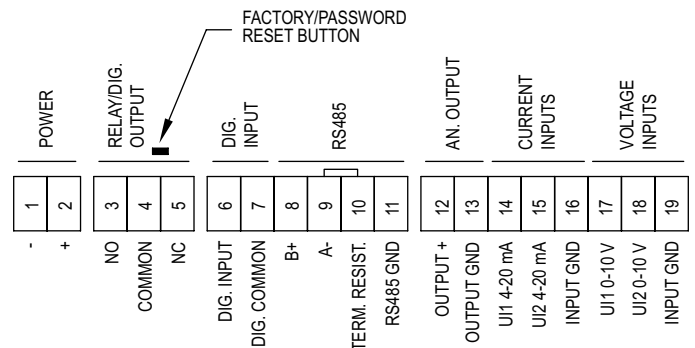 FACTORY/PASSWORD
RESET BUTTON
POWER
RELAY/DIG.
OUTPUT
DIG.
INPUT
RS485
AN. OUTPUT
CURRENT
INPUTS
VOLTAGE
INPUTS
1
2
3
4
5
6
7
8
9
10
11
12
13
14
15
16
17
18
19
-
+
NO
COMMON
NC
DIG. INPUT
DIG. COMMON
B+
A-
TERM. RESIST.
RS485 GND
OUTPUT +
OUTPUT GND
UI1 4-20 mA
UI2 4-20 mA
INPUT GND
UI1 0-10 V
UI2 0-10 V
INPUT GND